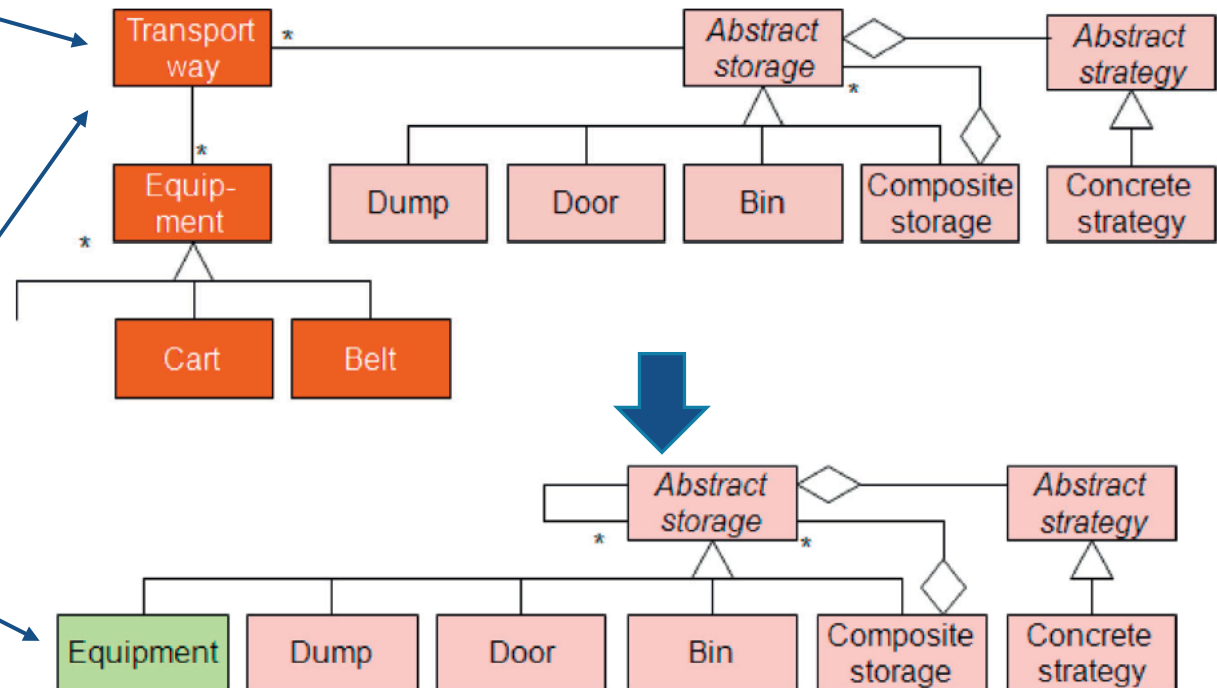 Transport
way
*
Abstract
storage
*
Abstract
strategy
*
Equip-
ment
*
Dump
Door
Bin
Composite
storage
Concrete
strategy
Cart
Belt
Abstract
storage
*
*
Abstract
strategy
Equipment
Dump
Door
Bin
Composite
storage
Concrete
strategy